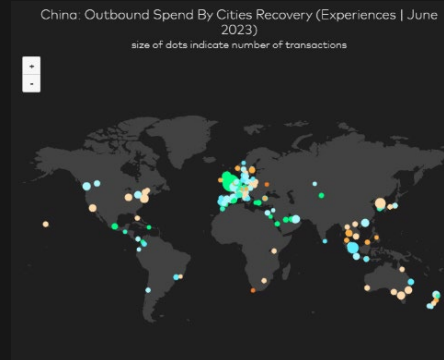 China: Outbound Spend By Cities Recovery (Experiences | June
2023)
size of dots indicate number of transactions
+
-